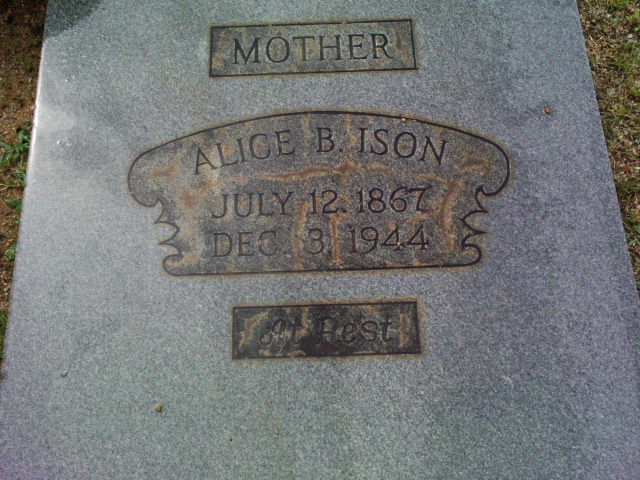 MOTHER
ALICE B. ISON
JULY 12, 1867
DEC. 3, 1944
At Rest